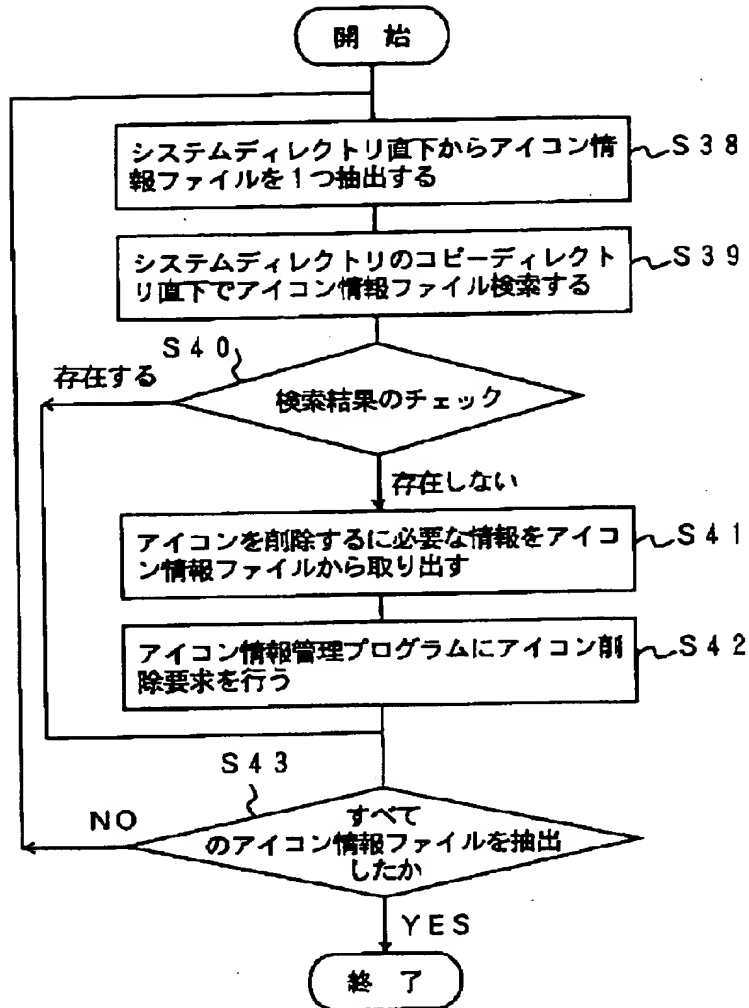 開 始
システムディレクトリ直下からアイコン情
報ファイルを1つ抽出する
S38
システムディレクトリのコピーディレクト
リ直下でアイコン情報ファイル検索する
S39
S40
存在する
検索結果のチェック
存在しない
アイコンを削除するに必要な情報をアイコ
ン情報ファイルから取り出す
S41
アイコン情報管理プログラムにアイコン削
除要求を行う
S42
S43
NO
すべて
のアイコン情報ファイルを抽出
したか
YES
終 了